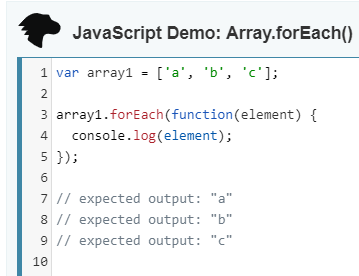 JavaScript Demo: Array.forEach()
1 var array1 = ['a', 'b', 'c'];
2
3 array1.forEach(function(element) {
4   console.log(element);
5 });
6
7 // expected output: "a"
8 // expected output: "b"
9 // expected output: "c"
10